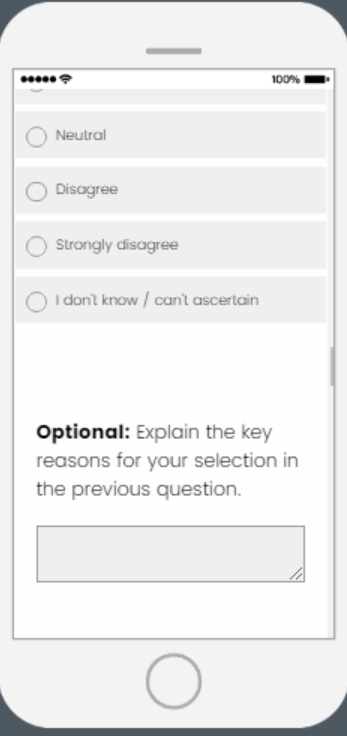 100%
Neutral
Disagree
Strongly disagree
I don't know / can't ascertain
Optional: Explain the key
reasons for your selection in
the previous question.